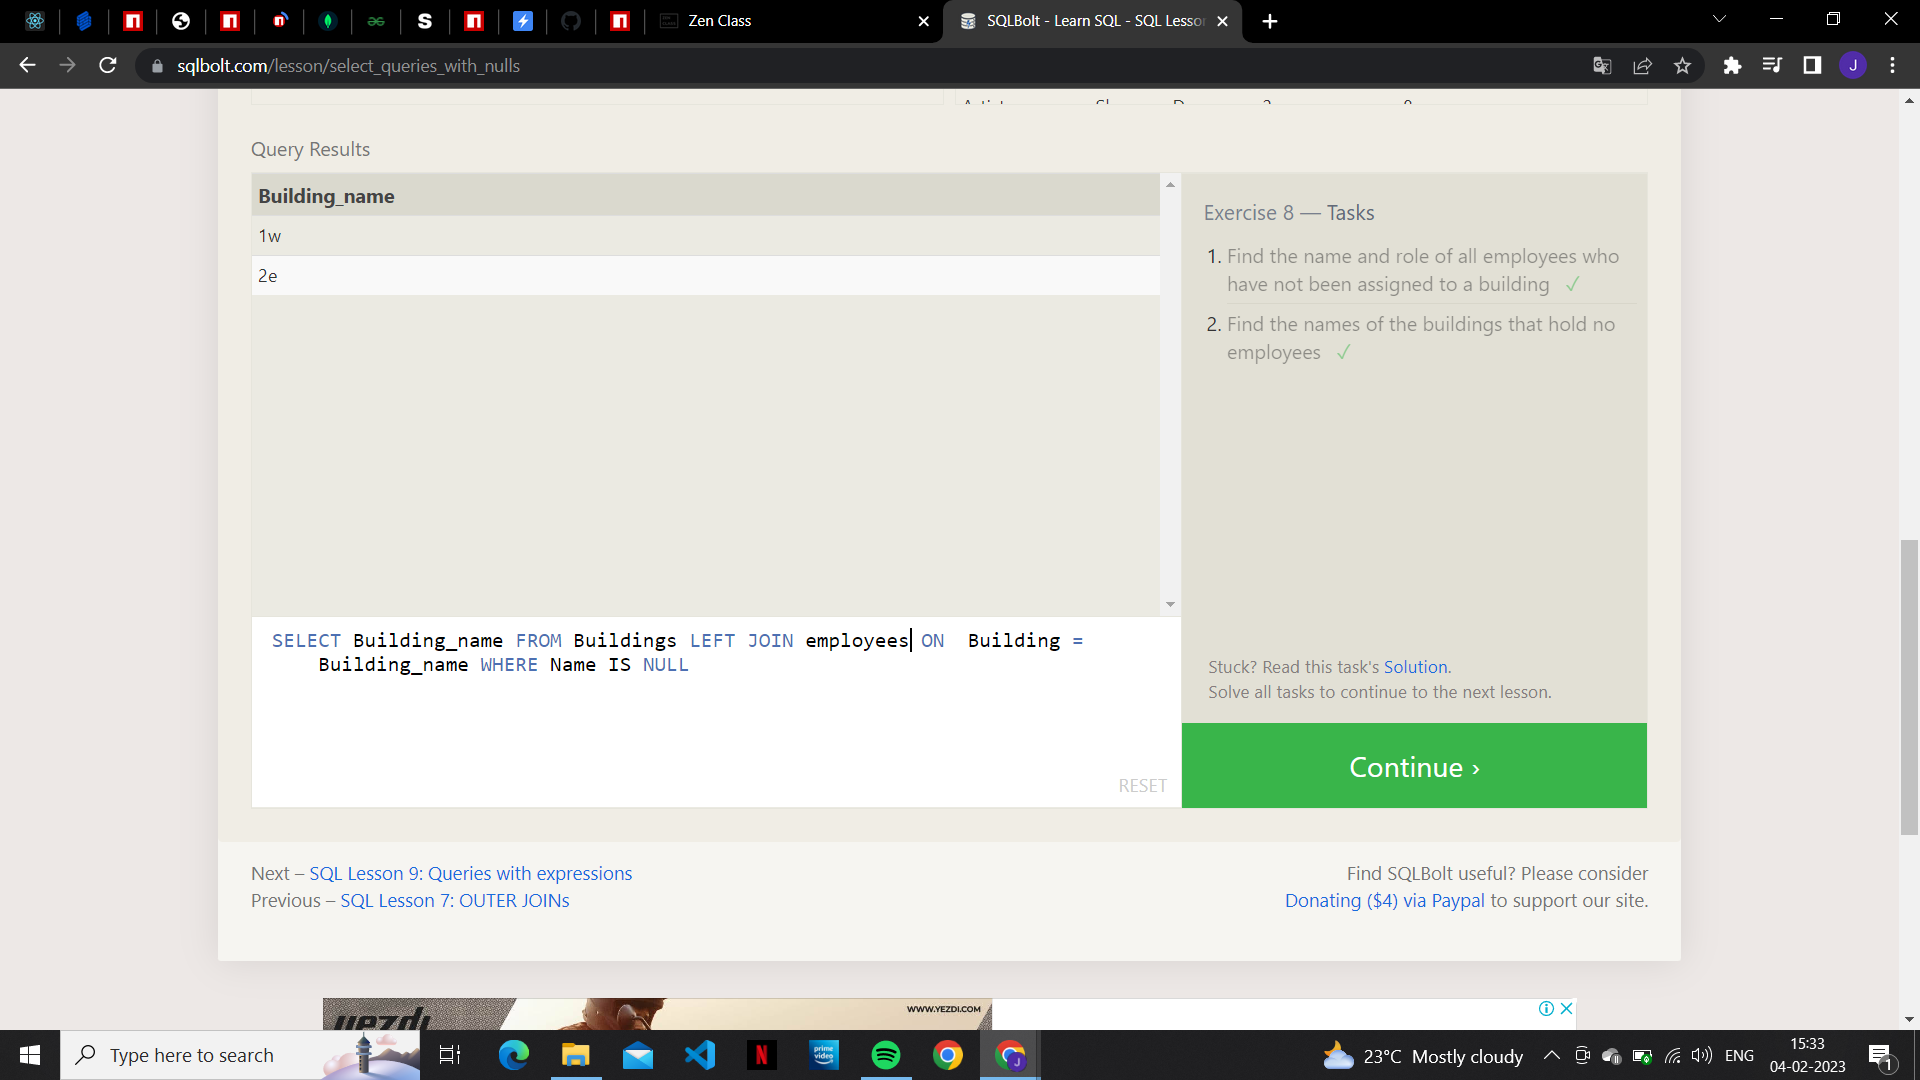 Zen Class
SQLBolt - Learn SQL - SQL Lesso
sqlbolt.com/lesson/select_queries_with_nulls
J
Query Results
Building_name
1w
2e
Exercise 8 — Tasks
1. Find the name and role of all employees who
have not been assigned to a building ✓
2. Find the names of the buildings that hold no
employees ✓
SELECT Building_name FROM Buildings LEFT JOIN employees ON  Building =
Building_name WHERE Name IS NULL
RESET
Stuck? Read this task's Solution.
Solve all tasks to continue to the next lesson.
Continue ›
Next – SQL Lesson 9: Queries with expressions
Previous – SQL Lesson 7: OUTER JOINs
Find SQLBolt useful? Please consider
Donating ($4) via Paypal to support our site.
yezdi
WWW.YEZDI.COM
Type here to search
prime
video
23°C Mostly cloudy
ENG
15:33
04-02-2023
1